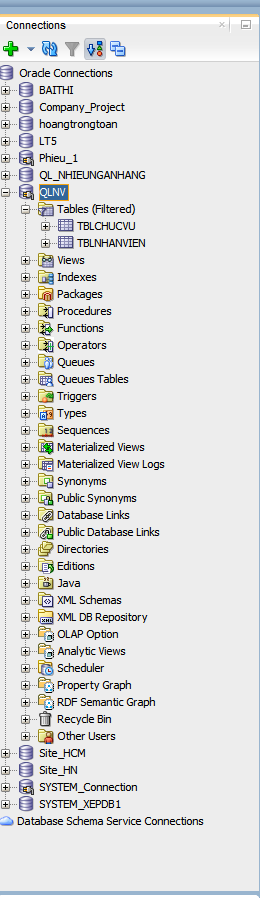 Connections
Oracle Connections
BAITHI
Company_Project
hoangtrongtoan
LT5
Phieu_1
QL_NHIEUNGANHANG
QLNV
Tables (Filtered)
TBLCHUCVU
TBLNHANVIEN
Views
Indexes
Packages
Procedures
Functions
Operators
Queues
Queues Tables
Triggers
Types
Sequences
Materialized Views
Materialized View Logs
Synonyms
Public Synonyms
Database Links
Public Database Links
Directories
Editions
Java
XML Schemas
XML DB Repository
OLAP Option
Analytic Views
Scheduler
Property Graph
RDF Semantic Graph
Recycle Bin
Other Users
Site_HCM
Site_HN
SYSTEM_Connection
SYSTEM_XEPDB1
Database Schema Service Connections